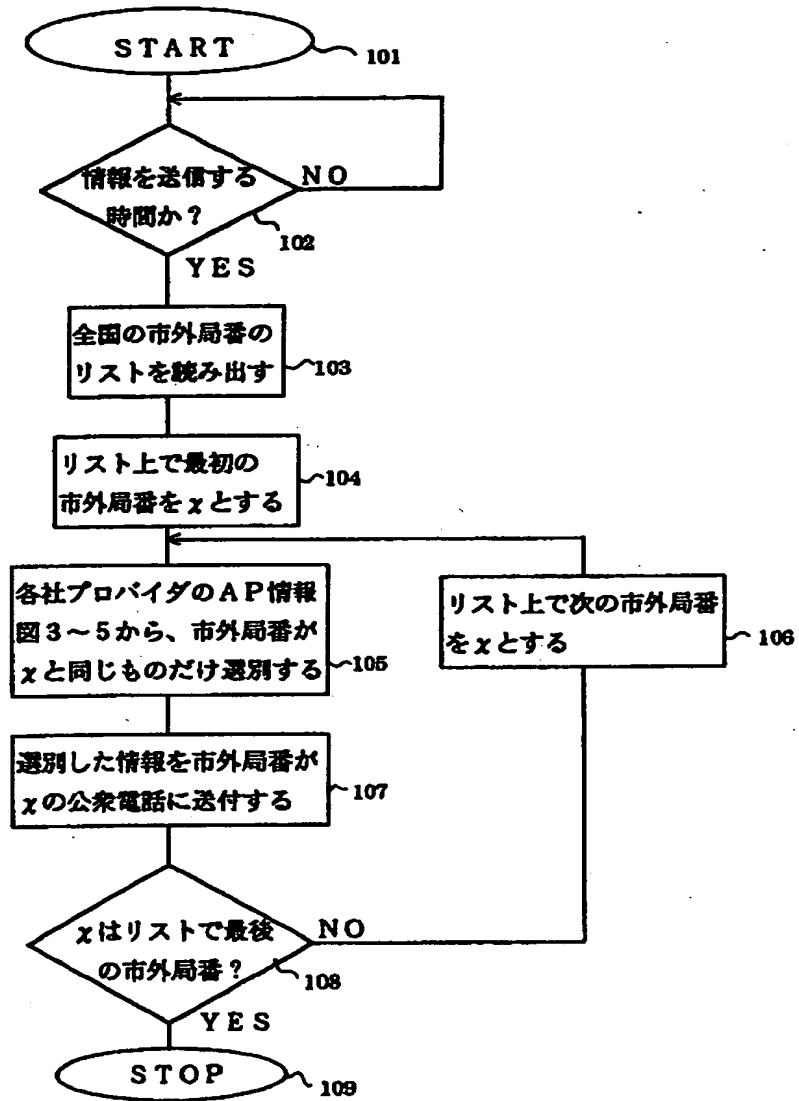 START
101
情報を送信する
時間か？
NO
102
YES
全国の市外局番の
リストを読み出す
103
リスト上で最初の
市外局番をχとする
104
各社プロバイダのAP情報
図3～5から、市外局番が
χと同じものだけ選別する
105
リスト上で次の市外局番
をχとする
106
選別した情報を市外局番が
χの公衆電話に送付する
107
χはリストで最後
の市外局番？
NO
108
YES
STOP
109